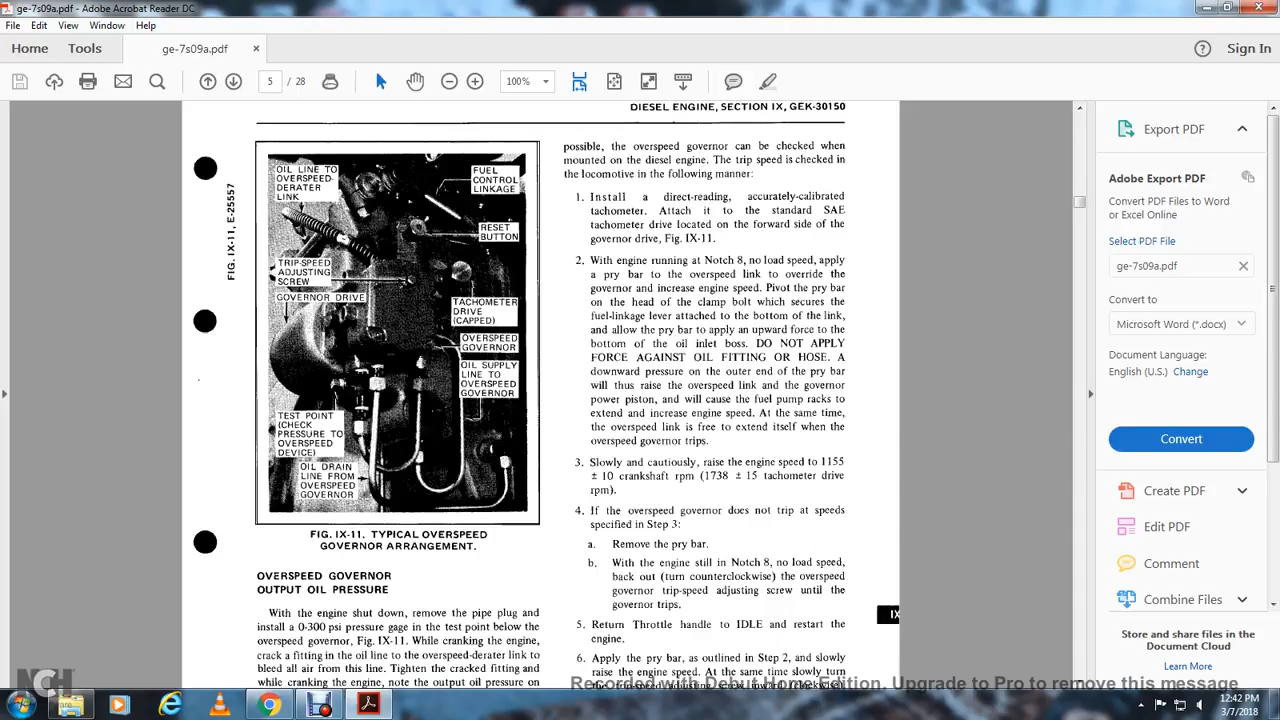 ge-7s09a.pdf - Adobe Acrobat Reader DC
File Edit View Window Help
Home Tools ge-7s09a.pdf × ? Sign In
5 / 28 100%
DIESEL ENGINE, SECTION IX, GEK-30150
FIG. IX-11, E-25557
OIL LINE TO
OVERSPEED-
DERATER
LINK
FUEL
CONTROL
LINKAGE
RESET
BUTTON
TRIP-SPEED
ADJUSTING
SCREW
GOVERNOR DRIVE
TACHOMETER
DRIVE
(CAPPED)
OVERSPEED
GOVERNOR
OIL SUPPLY
LINE TO
OVERSPEED
GOVERNOR
TEST POINT
(CHECK
PRESSURE TO
OVERSPEED
DEVICE)
OIL DRAIN
LINE FROM
OVERSPEED
GOVERNOR
FIG. IX-11. TYPICAL OVERSPEED
GOVERNOR ARRANGEMENT.
OVERSPEED GOVERNOR
OUTPUT OIL PRESSURE
With the engine shut down, remove the pipe plug and
install a 0-300 psi pressure gage in the test point below the
overspeed governor, Fig. IX-11. While cranking the engine,
crack a fitting in the oil line to the overspeed-derater link to
bleed all air from this line. Tighten the cracked fitting and
while cranking the engine, note the output oil pressure on
possible, the overspeed governor can be checked when
mounted on the diesel engine. The trip speed is checked in
the locomotive in the following manner:
1. Install a direct-reading, accurately-calibrated
tachometer. Attach it to the standard SAE
tachometer drive located on the forward side of the
governor drive, Fig. IX-11.
2. With engine running at Notch 8, no load speed, apply
a pry bar to the overspeed link to override the
governor and increase engine speed. Pivot the pry bar
on the head of the clamp bolt which secures the
fuel-linkage lever attached to the bottom of the link,
and allow the pry bar to apply an upward force to the
bottom of the oil inlet boss. DO NOT APPLY
FORCE AGAINST OIL FITTING OR HOSE. A
downward pressure on the outer end of the pry bar
will thus raise the overspeed link and the governor
power piston, and will cause the fuel pump racks to
extend and increase engine speed. At the same time,
the overspeed link is free to extend itself when the
overspeed governor trips.
3. Slowly and cautiously, raise the engine speed to 1155
± 10 crankshaft rpm (1738 ± 15 tachometer drive
rpm).
4. If the overspeed governor does not trip at speeds
specified in Step 3:
a. Remove the pry bar.
b. With the engine still in Notch 8, no load speed,
back out (turn counterclockwise) the overspeed
governor trip-speed adjusting screw until the
governor trips.
5. Return Throttle handle to IDLE and restart the
engine.
6. Apply the pry bar, as outlined in Step 2, and slowly
raise the engine speed. At the same time slowly turn
IX
Export PDF
Adobe Export PDF
Convert PDF Files to Word
or Excel Online
Select PDF File
ge-7s09a.pdf
Convert to
Microsoft Word (*.docx)
Document Language:
English (U.S.) Change
Convert
Create PDF
Edit PDF
Comment
Combine Files
Store and share files in the
Document Cloud
Learn More
NCH
Recorded with Debut Home Edition. Upgrade to Pro to remove this message
12:42 PM
3/7/2018